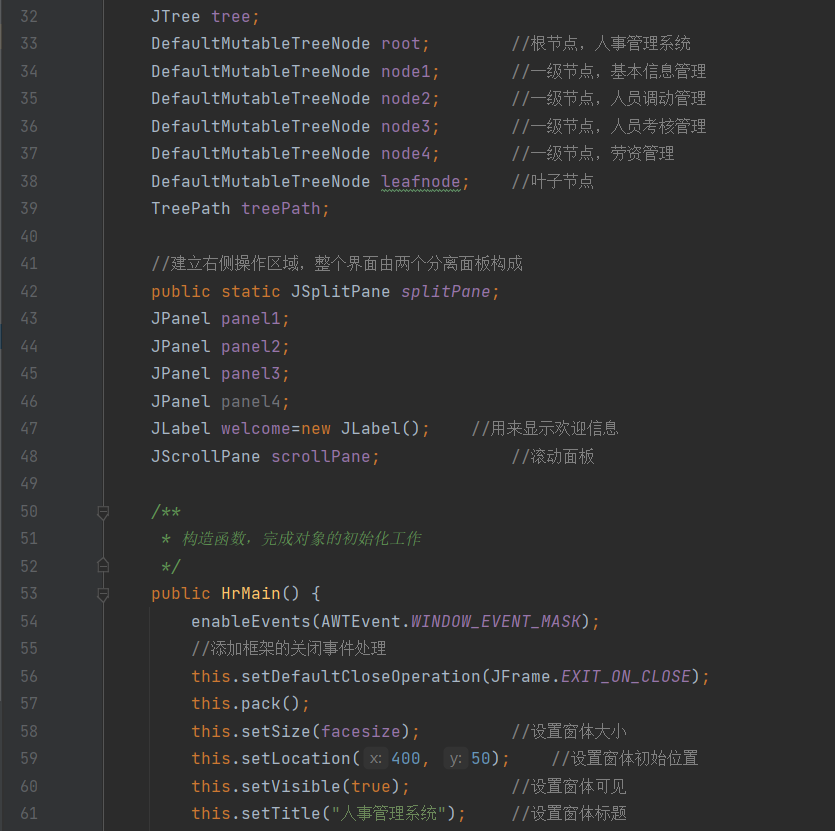 32 JTree tree;
33 DefaultMutableTreeNode root; //根节点，人事管理系统
34 DefaultMutableTreeNode node1; //一级节点，基本信息管理
35 DefaultMutableTreeNode node2; //一级节点，人员调动管理
36 DefaultMutableTreeNode node3; //一级节点，人员考核管理
37 DefaultMutableTreeNode node4; //一级节点，劳资管理
38 DefaultMutableTreeNode leafnode; //叶子节点
39 TreePath treePath;
40
41 //建立右侧操作区域，整个界面由两个分离面板构成
42 public static JSplitPane splitPane;
43 JPanel panel1;
44 JPanel panel2;
45 JPanel panel3;
46 JPanel panel4;
47 JLabel welcome=new JLabel(); //用来显示欢迎信息
48 JScrollPane scrollPane; //滚动面板
49
50 /**
51 * 构造函数，完成对象的初始化工作
52 */
53 public HrMain() {
54 enableEvents(AWTEvent.WINDOW_EVENT_MASK);
55 //添加框架的关闭事件处理
56 this.setDefaultCloseOperation(JFrame.EXIT_ON_CLOSE);
57 this.pack();
58 this.setSize(facesize); //设置窗体大小
59 this.setLocation( x: 400, y: 50); //设置窗体初始位置
60 this.setVisible(true); //设置窗体可见
61 this.setTitle("人事管理系统"); //设置窗体标题